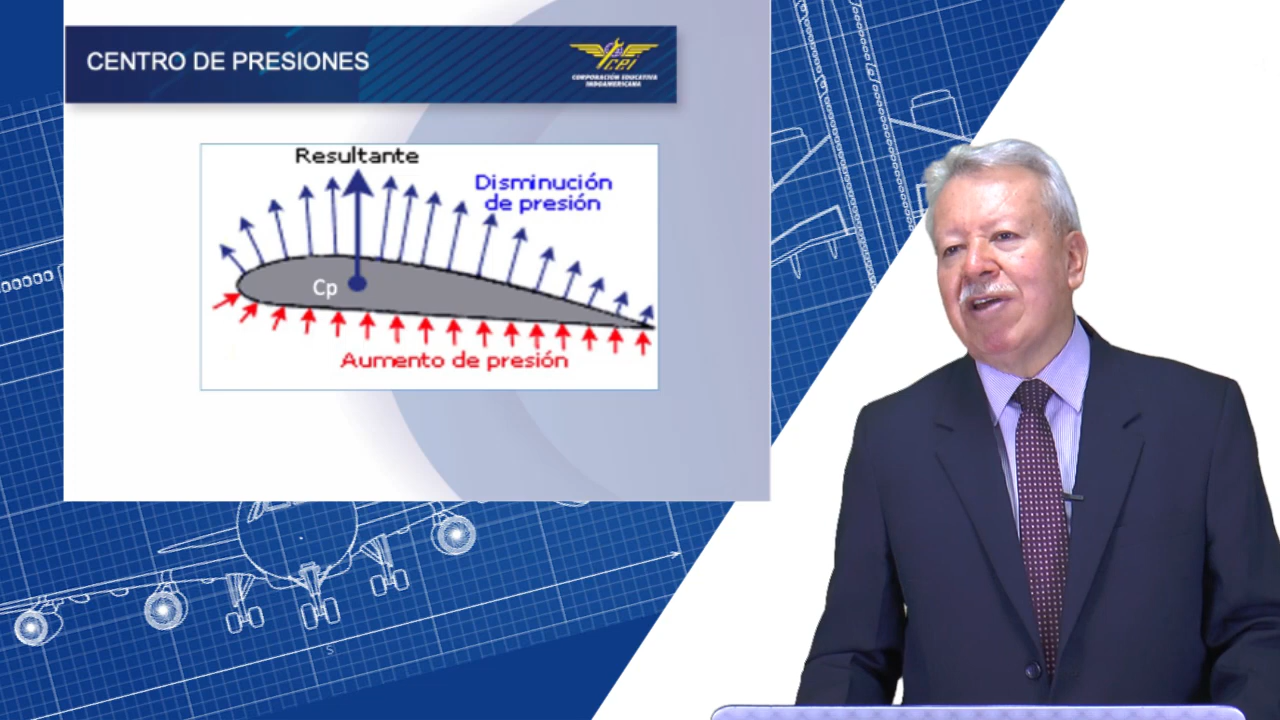 CENTRO DE PRESIONES
C.E.I
CORPORACIÓN EDUCATIVA
INDOAMERICANA
Resultante
Disminución
de presión
Cp
Aumento de presión
S